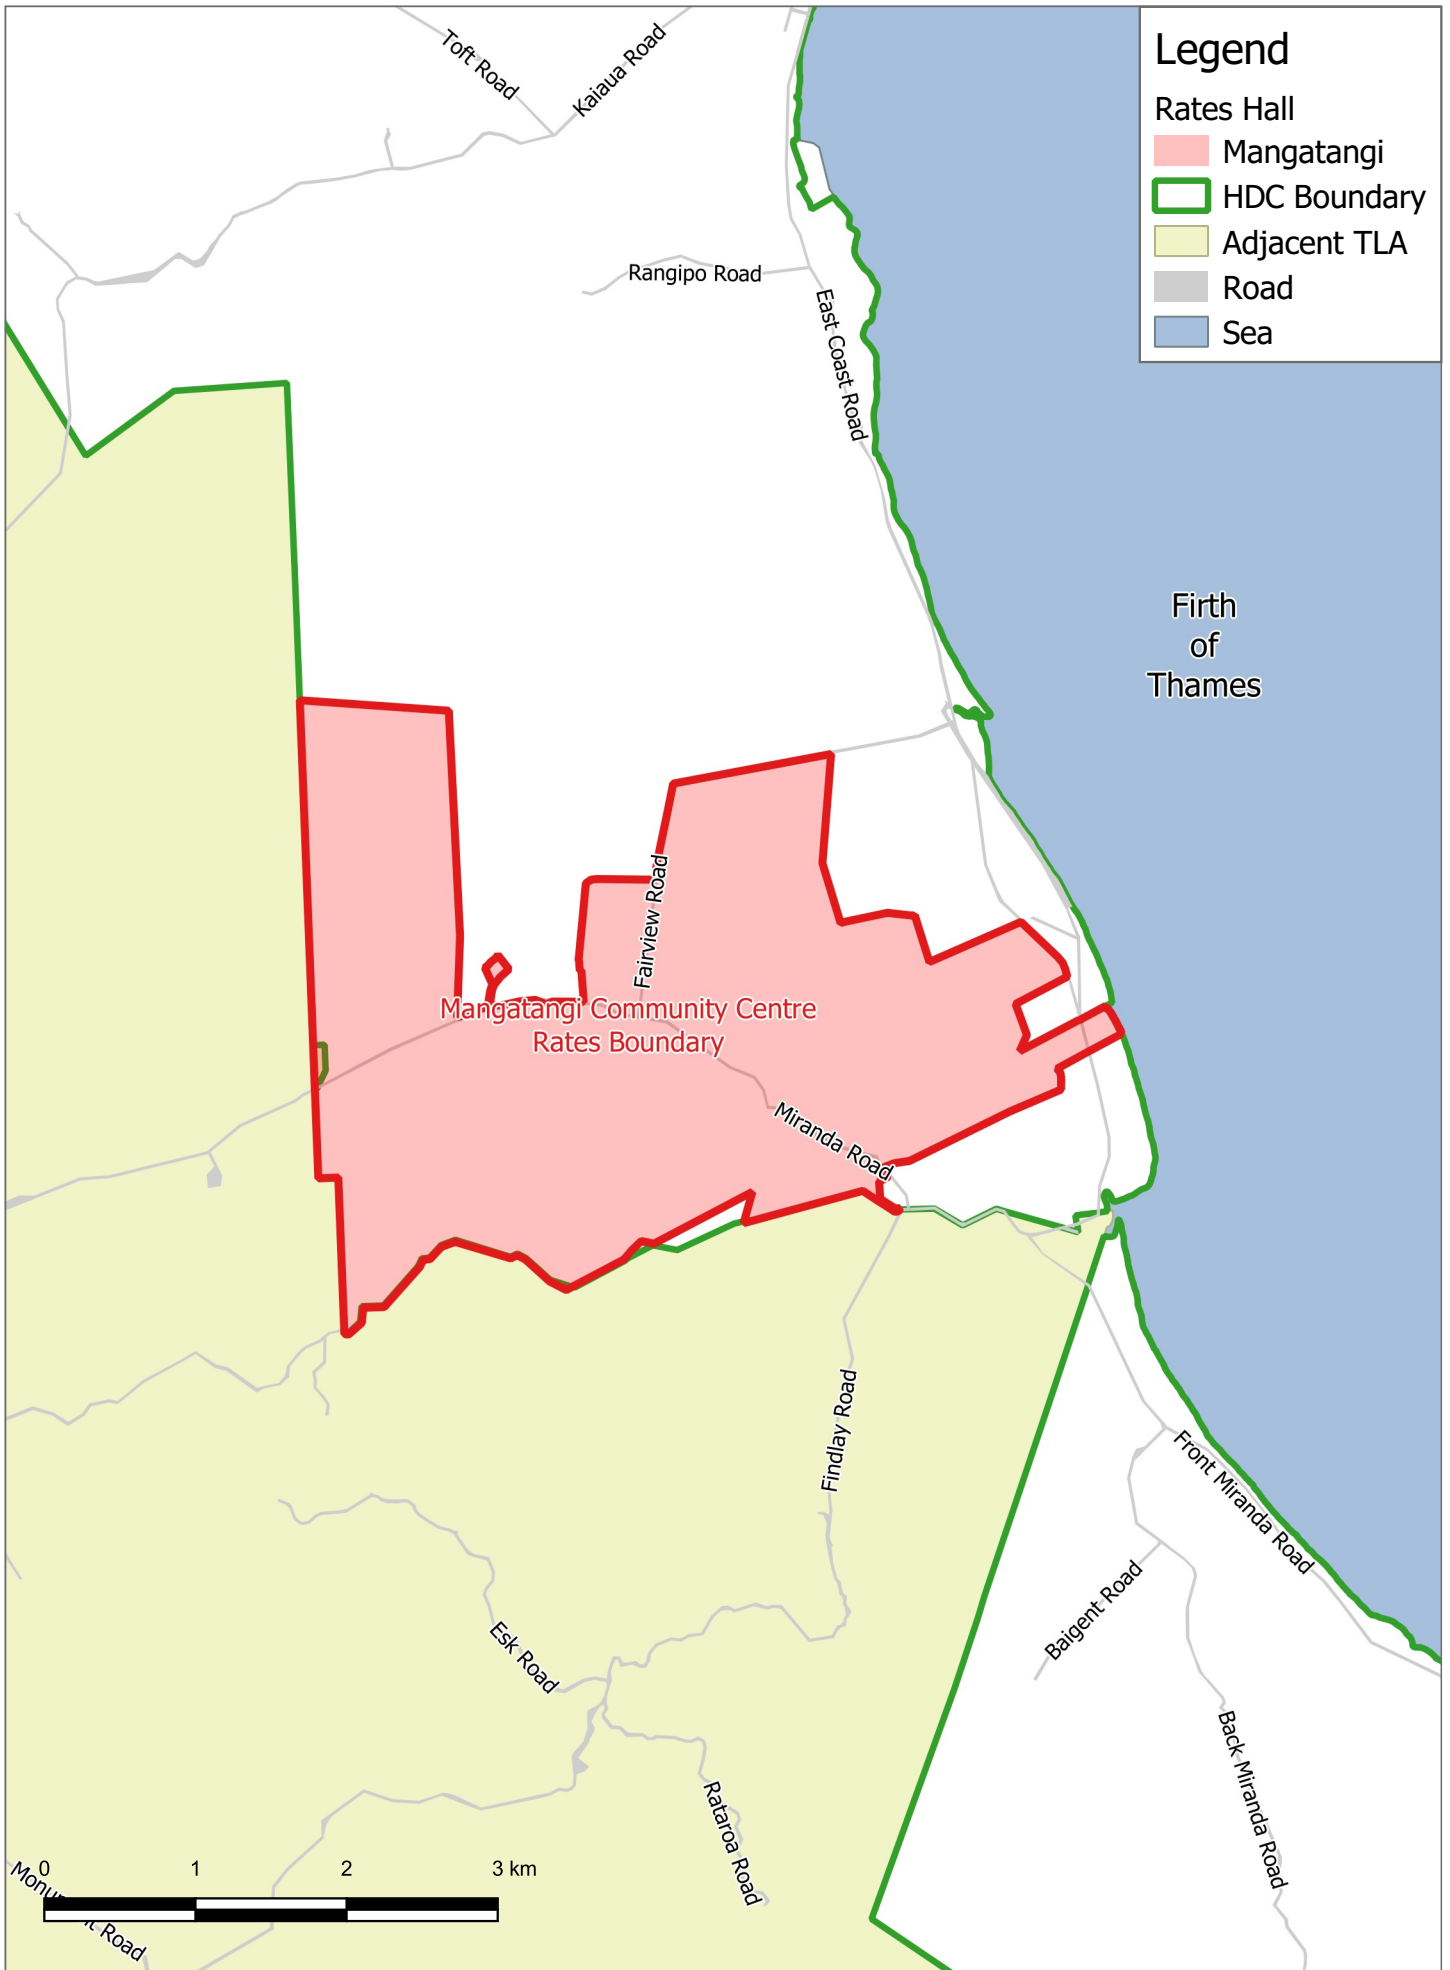 Legend
Rates Hall
Mangatangi
HDC Boundary
Adjacent TLA
Road
Sea
Toft Road
Kaiaua Road
Rangipo Road
East Coast Road
Firth
of
Thames
Fairview Road
Mangatangi Community Centre
Rates Boundary
Miranda Road
Findlay Road
Front Miranda Road
Baigent Road
Esk Road
Back Miranda Road
Rataroa Road
0 1 2 3 km
Road